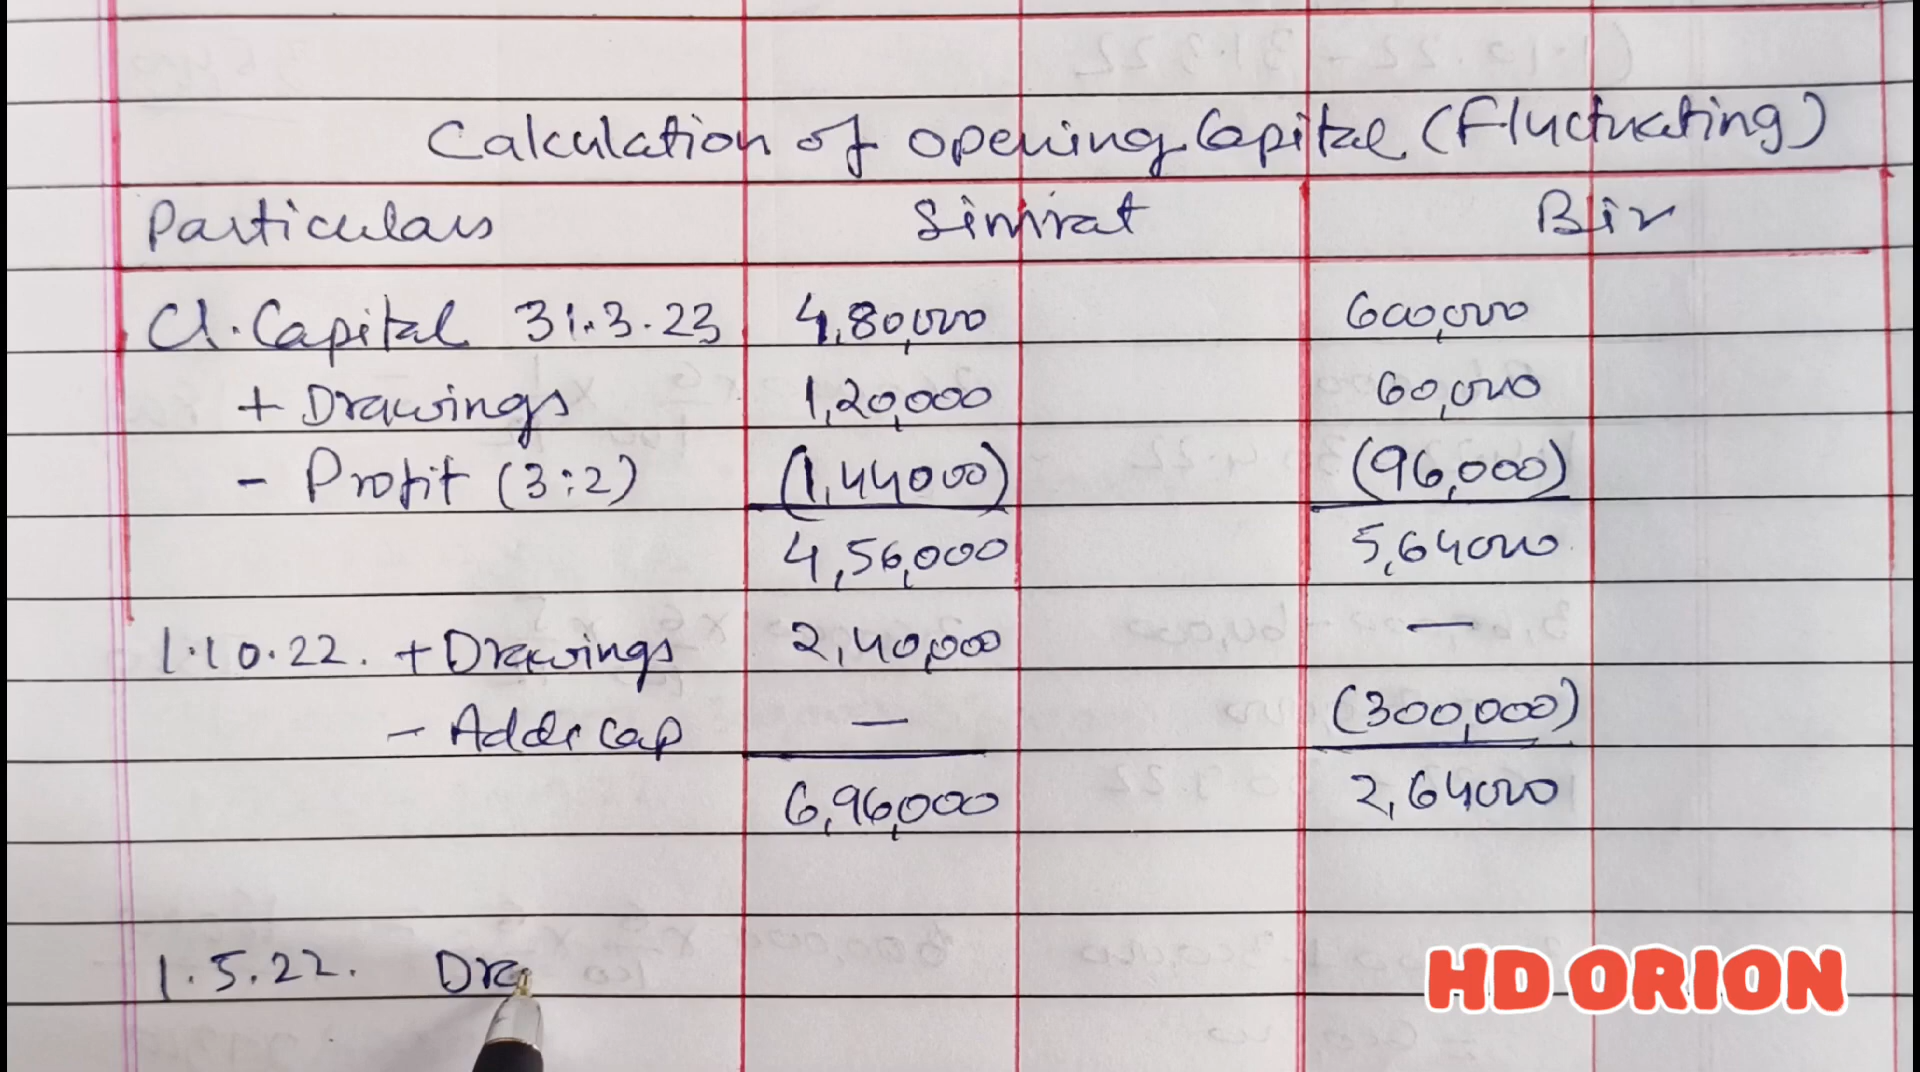 Calculation of opening Capital (Fluctuating)
Particulars Simrat Bir
Cl. Capital 31.3.23 4,80,000 600,000
+ Drawings 1,20,000 60,000
- Profit (3:2) (1,44000) (96,000)
4,56,000 5,64000
1.10.22. + Drawings 2,40,000 —
- Addi cap — (300,000)
6,96,000 2,64000
1.5.22. Dra
HD ORION